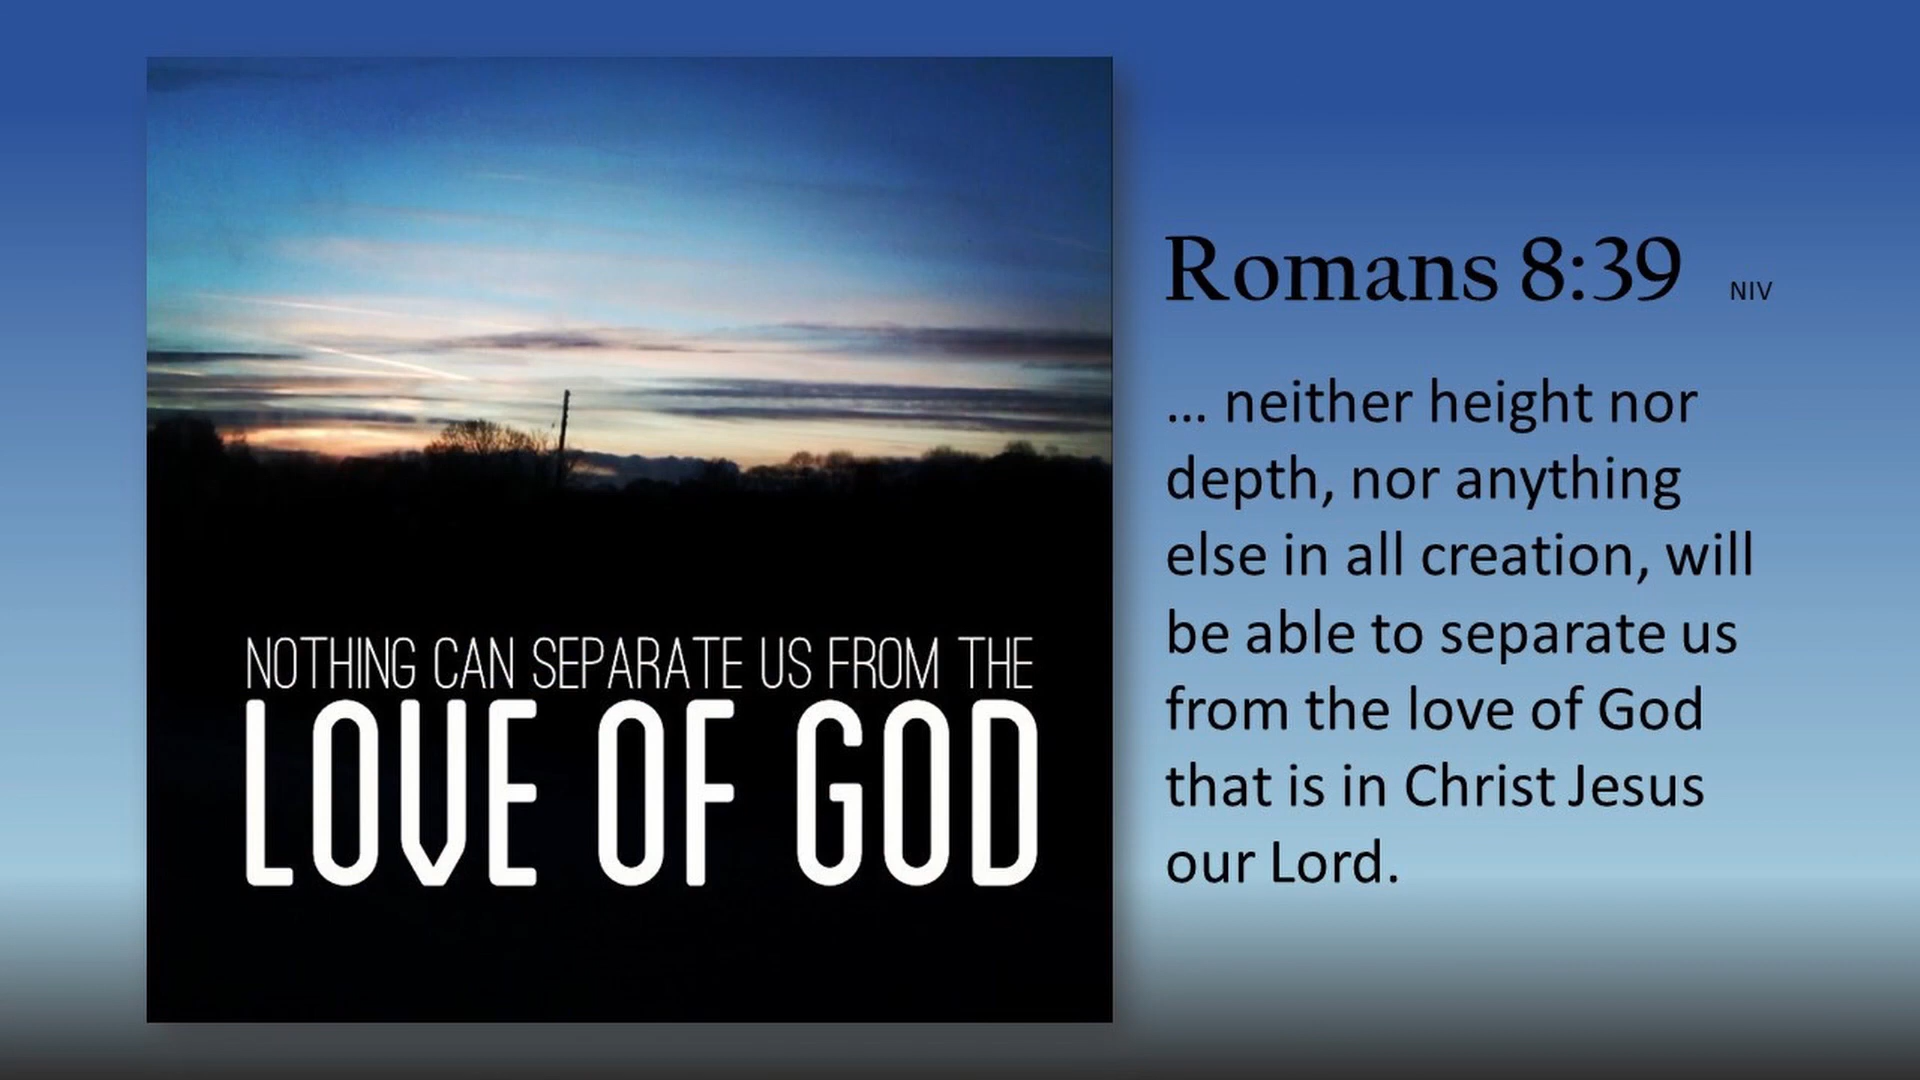 NOTHING CAN SEPARATE US FROM THE
LOVE OF GOD
Romans 8:39 NIV
... neither height nor
depth, nor anything
else in all creation, will
be able to separate us
from the love of God
that is in Christ Jesus
our Lord.